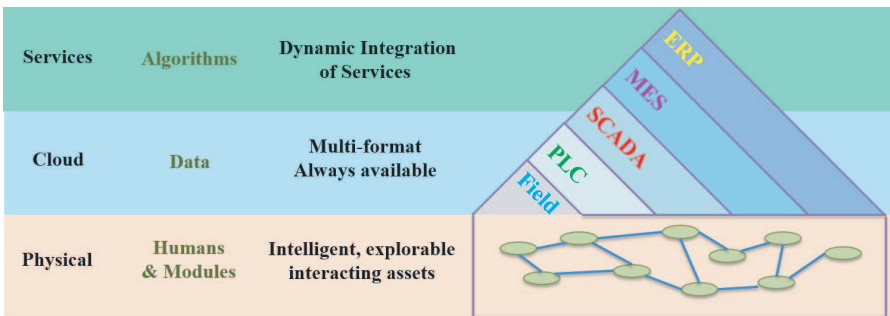 Services
Algorithms
Dynamic Integration
of Services
Cloud
Data
Multi-format
Always available
Physical
Humans
& Modules
Intelligent, explorable
interacting assets
ERP
MES
SCADA
PLC
Field